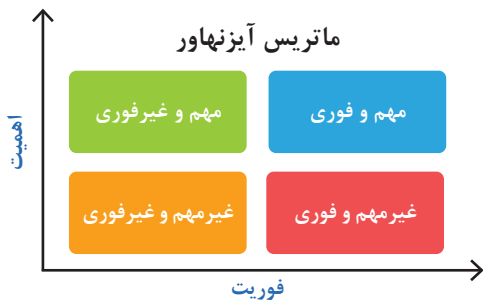 ماتریس آیزنهاور
اهمیت
مهم و فوری
مهم و غیرفوری
غیرمهم و فوری
غیرمهم و غیرفوری
فوریت